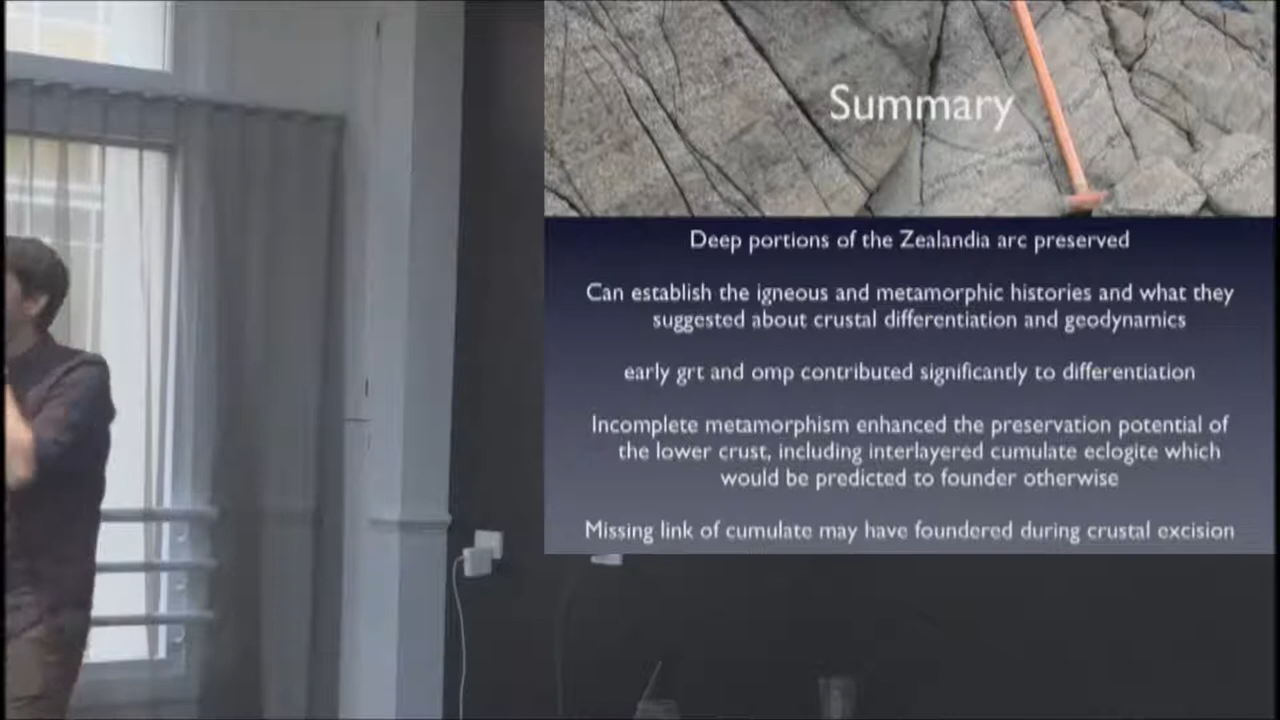 Summary
Deep portions of the Zealandia arc preserved
Can establish the igneous and metamorphic histories and what they
suggested about crustal differentiation and geodynamics
early grt and omp contributed significantly to differentiation
Incomplete metamorphism enhanced the preservation potential of
the lower crust, including interlayered cumulate eclogite which
would be predicted to founder otherwise
Missing link of cumulate may have foundered during crustal excision